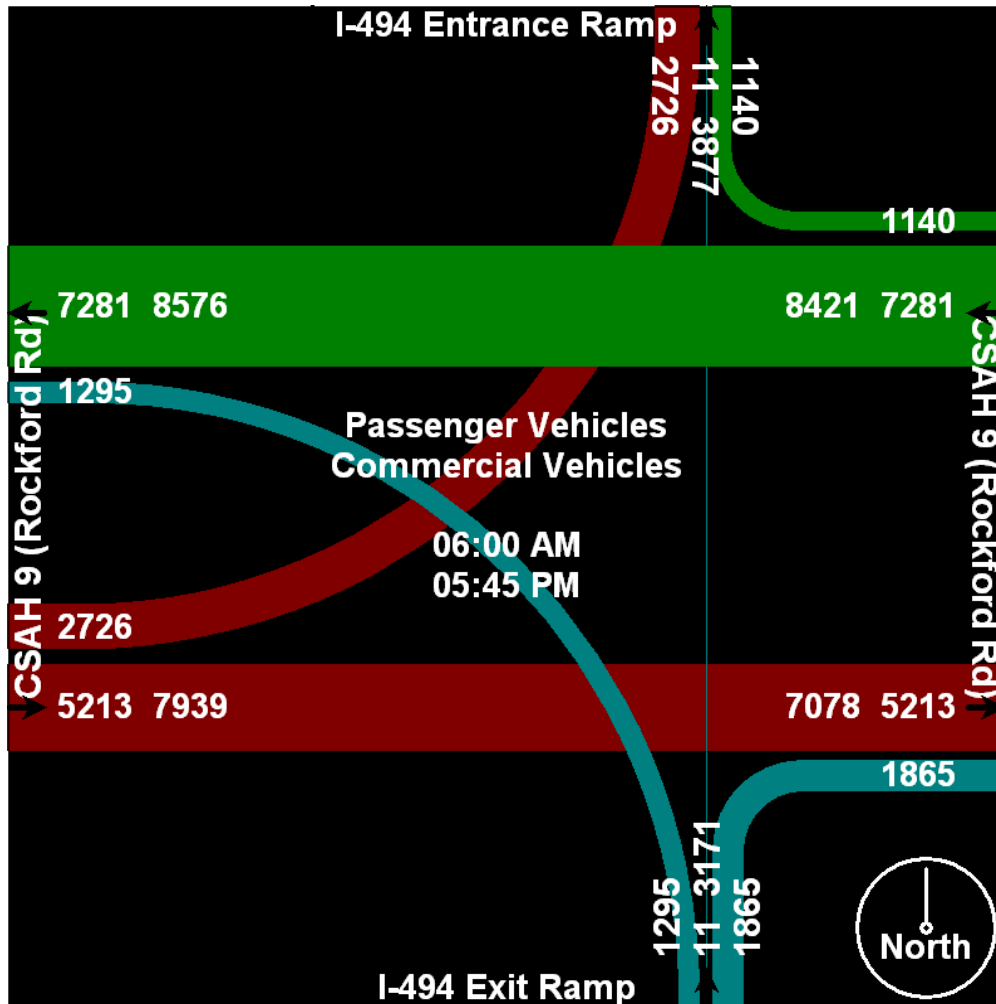 I-494 Entrance Ramp
2726
11 3877
1140
1140
7281 8576
8421 7281
CSAH 9 (Rockford Rd)
CSAH 9 (Rockford Rd)
1295
Passenger Vehicles
Commercial Vehicles
06:00 AM
05:45 PM
2726
5213 7939
7078 5213
1865
1295
11 3171
1865
North
I-494 Exit Ramp